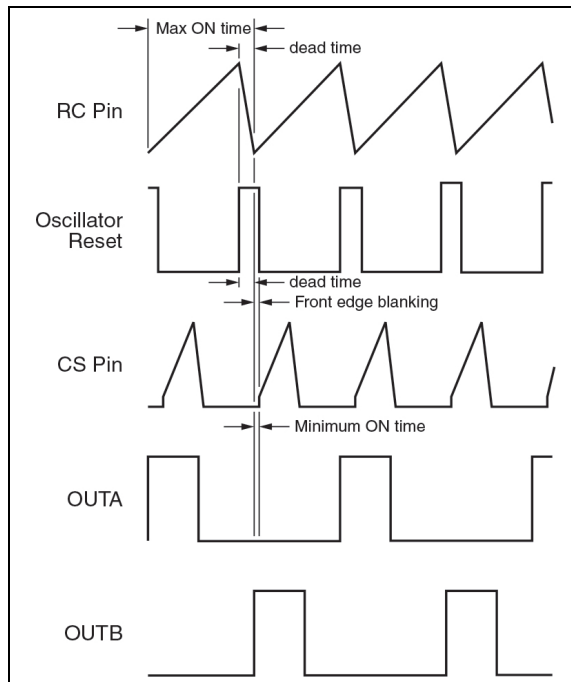 Max ON time
dead time
RC Pin
Oscillator
Reset
dead time
Front edge blanking
CS Pin
Minimum ON time
OUTA
OUTB